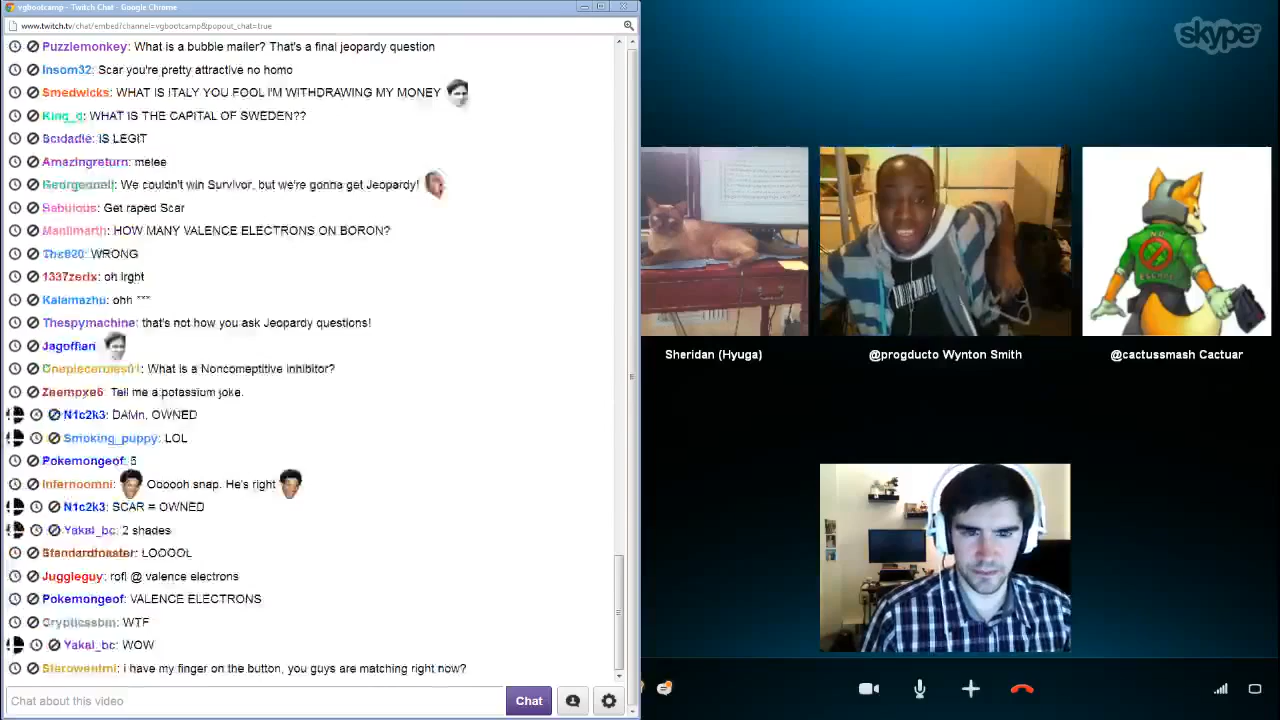 vgbootcamp - Twitch Chat - Google Chrome
www.twitch.tv/chat/embed?channel=vgbootcamp&popout_chat=true
Puzzlemonkey: What is a bubble mailer? That's a final jeopardy question
Insom32: Scar you're pretty attractive no homo
Smedwicks: WHAT IS ITALY YOU FOOL I'M WITHDRAWING MY MONEY
King_d: WHAT IS THE CAPITAL OF SWEDEN??
IS LEGIT
Amazingreturn: melee
We couldn't win Survivor, but we're gonna get Jeopardy!
Get raped Scar
Manlimarth: HOW MANY VALENCE ELECTRONS ON BORON?
WRONG
1337zedx: oh irght
Kalamazhu: ohh ***
Thespymachine: that's not how you ask Jeopardy questions!
Jagoffian
What is a Noncomeptitive inhibitor?
Tell me a potassium joke.
N1c2k3: DAMN, OWNED
Smoking_puppy: LOL
Pokemongeof: 6
Infernoomni: Oooooh snap. He's right
N1c2k3: SCAR = OWNED
Yakal_bc: 2 shades
LOOOOL
Juggleguy: rofl @ valence electrons
Pokemongeof: VALENCE ELECTRONS
WTF
Yakal_bc: WOW
i have my finger on the button, you guys are matching right now?
Chat about this video
Chat
skype
NO
Sheridan (Hyuga)
@progducto Wynton Smith
@cactussmash Cactuar